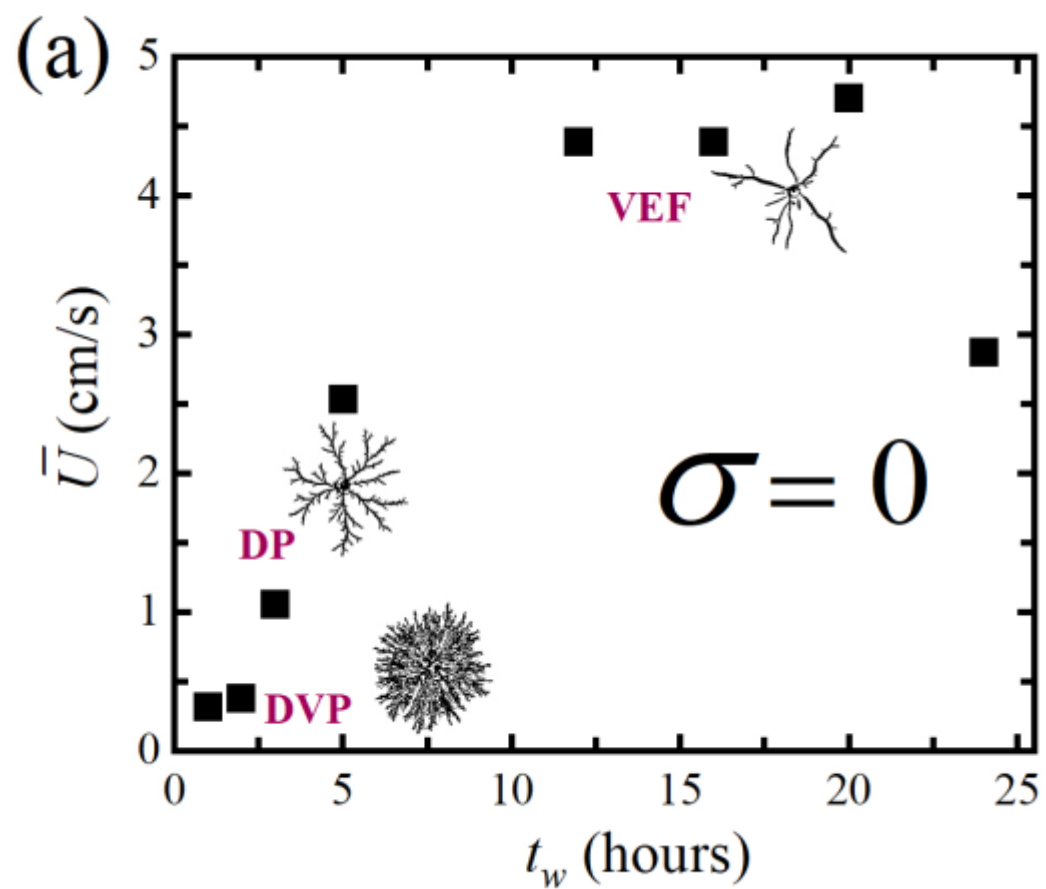 (a)
5
4
3
2
1
0
Ū (cm/s)
VEF
DP
DVP
σ = 0
0 5 10 15 20 25
t_w (hours)